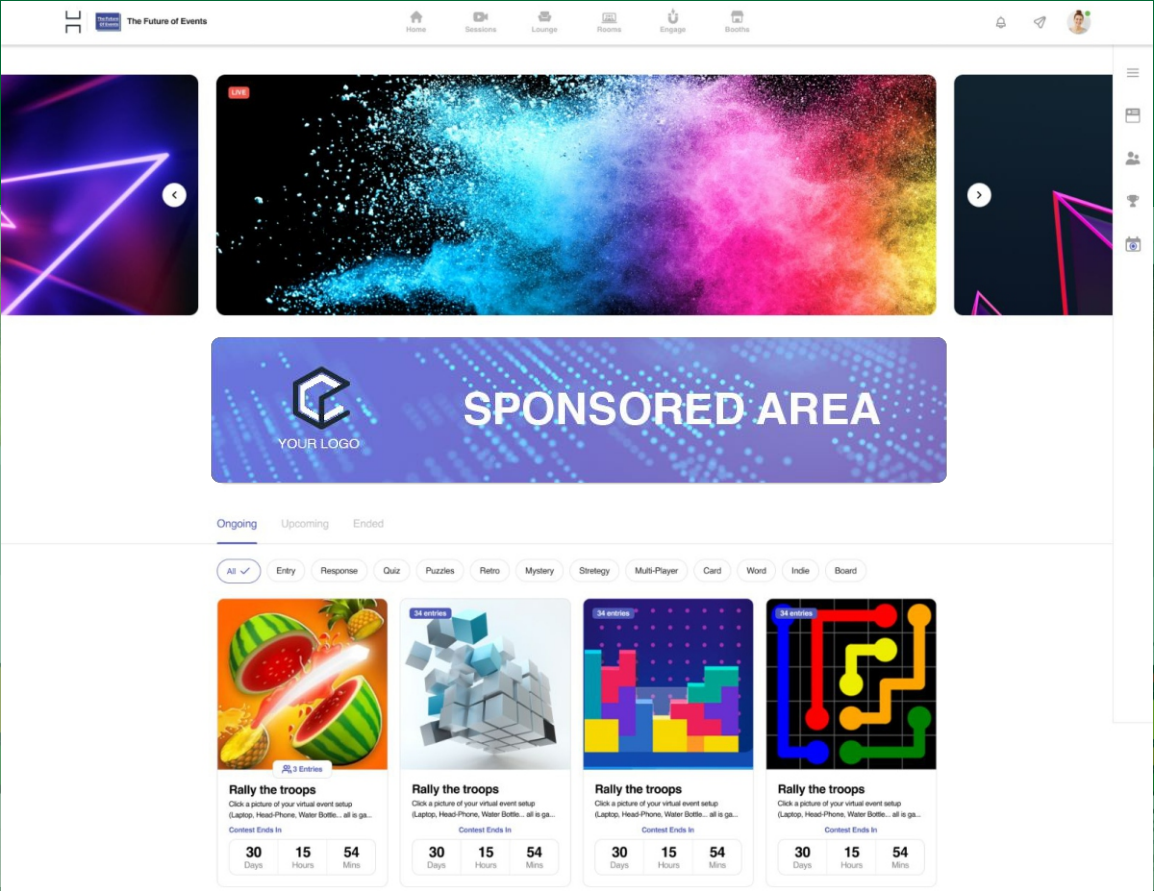 The Future
Of Events
The Future of Events
Home
Sessions
Lounge
Rooms
Engage
Booths
LIVE
YOUR LOGO
SPONSORED AREA
Ongoing
Upcoming
Ended
All
Entry
Response
Quiz
Puzzles
Retro
Mystery
Stretegy
Multi-Player
Card
Word
Indie
Board
3 Entries
Rally the troops
Click a picture of your virtual event setup
(Laptop, Head-Phone, Water Bottle... all is ga...
Contest Ends In
30 15 54
Days Hours Mins
34 entries
Rally the troops
Click a picture of your virtual event setup
(Laptop, Head-Phone, Water Bottle... all is ga...
Contest Ends In
30 15 54
Days Hours Mins
34 entries
Rally the troops
Click a picture of your virtual event setup
(Laptop, Head-Phone, Water Bottle... all is ga...
Contest Ends In
30 15 54
Days Hours Mins
34 entries
Rally the troops
Click a picture of your virtual event setup
(Laptop, Head-Phone, Water Bottle... all is ga...
Contest Ends In
30 15 54
Days Hours Mins